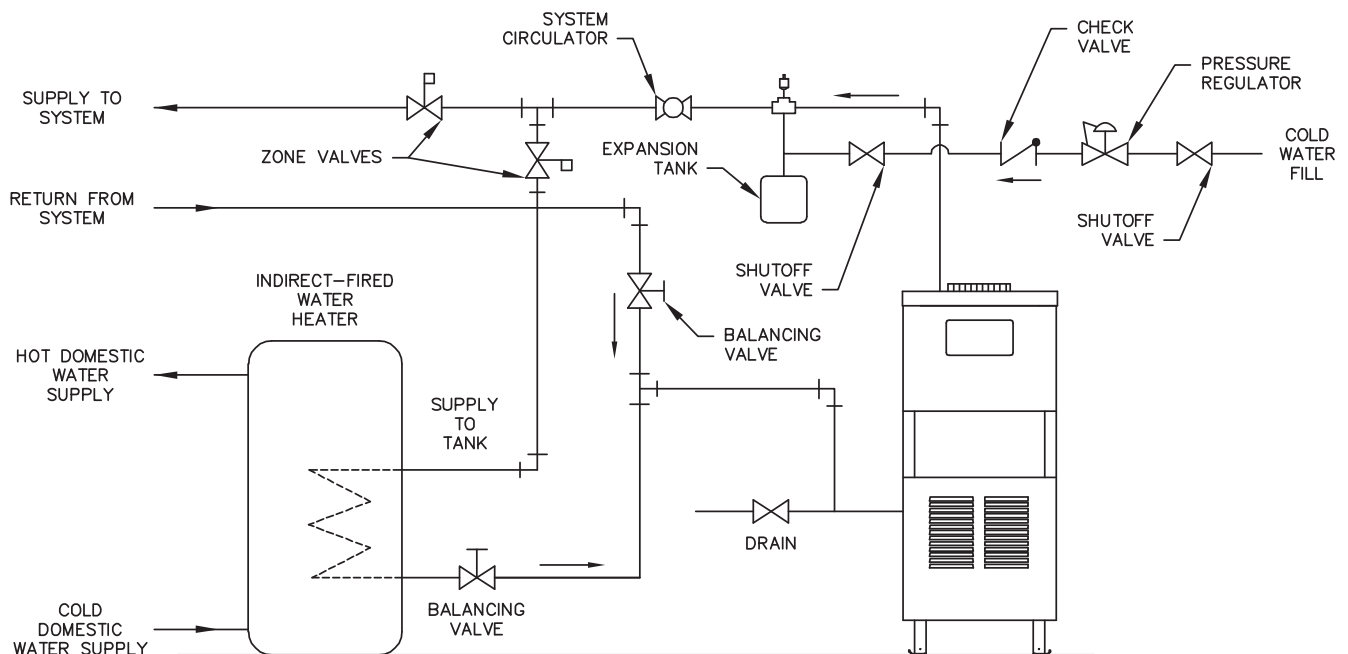 SYSTEM
CIRCULATOR
CHECK
VALVE
PRESSURE
REGULATOR
SUPPLY TO
SYSTEM
ZONE VALVES
EXPANSION
TANK
COLD
WATER
FILL
RETURN FROM
SYSTEM
SHUTOFF
VALVE
SHUTOFF
VALVE
INDIRECT-FIRED
WATER
HEATER
BALANCING
VALVE
HOT DOMESTIC
WATER
SUPPLY
SUPPLY
TO
TANK
DRAIN
BALANCING
VALVE
COLD
DOMESTIC
WATER SUPPLY